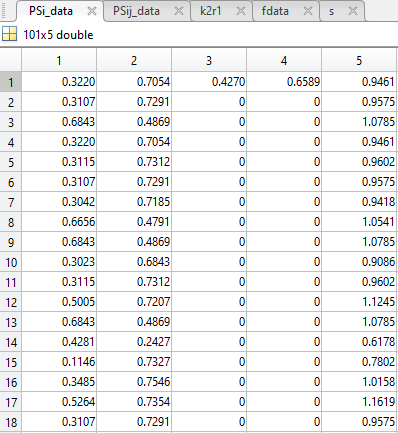 PSi_data PSij_data k2r1 fdata s
101x5 double
1 2 3 4 5
1 0.3220 0.7054 0.4270 0.6589 0.9461
2 0.3107 0.7291 0 0 0.9575
3 0.6843 0.4869 0 0 1.0785
4 0.3220 0.7054 0 0 0.9461
5 0.3115 0.7312 0 0 0.9602
6 0.3107 0.7291 0 0 0.9575
7 0.3042 0.7185 0 0 0.9418
8 0.6656 0.4791 0 0 1.0541
9 0.6843 0.4869 0 0 1.0785
10 0.3023 0.6843 0 0 0.9086
11 0.3115 0.7312 0 0 0.9602
12 0.5005 0.7207 0 0 1.1245
13 0.6843 0.4869 0 0 1.0785
14 0.4281 0.2427 0 0 0.6178
15 0.1146 0.7327 0 0 0.7802
16 0.3485 0.7546 0 0 1.0158
17 0.5264 0.7354 0 0 1.1619
18 0.3107 0.7291 0 0 0.9575